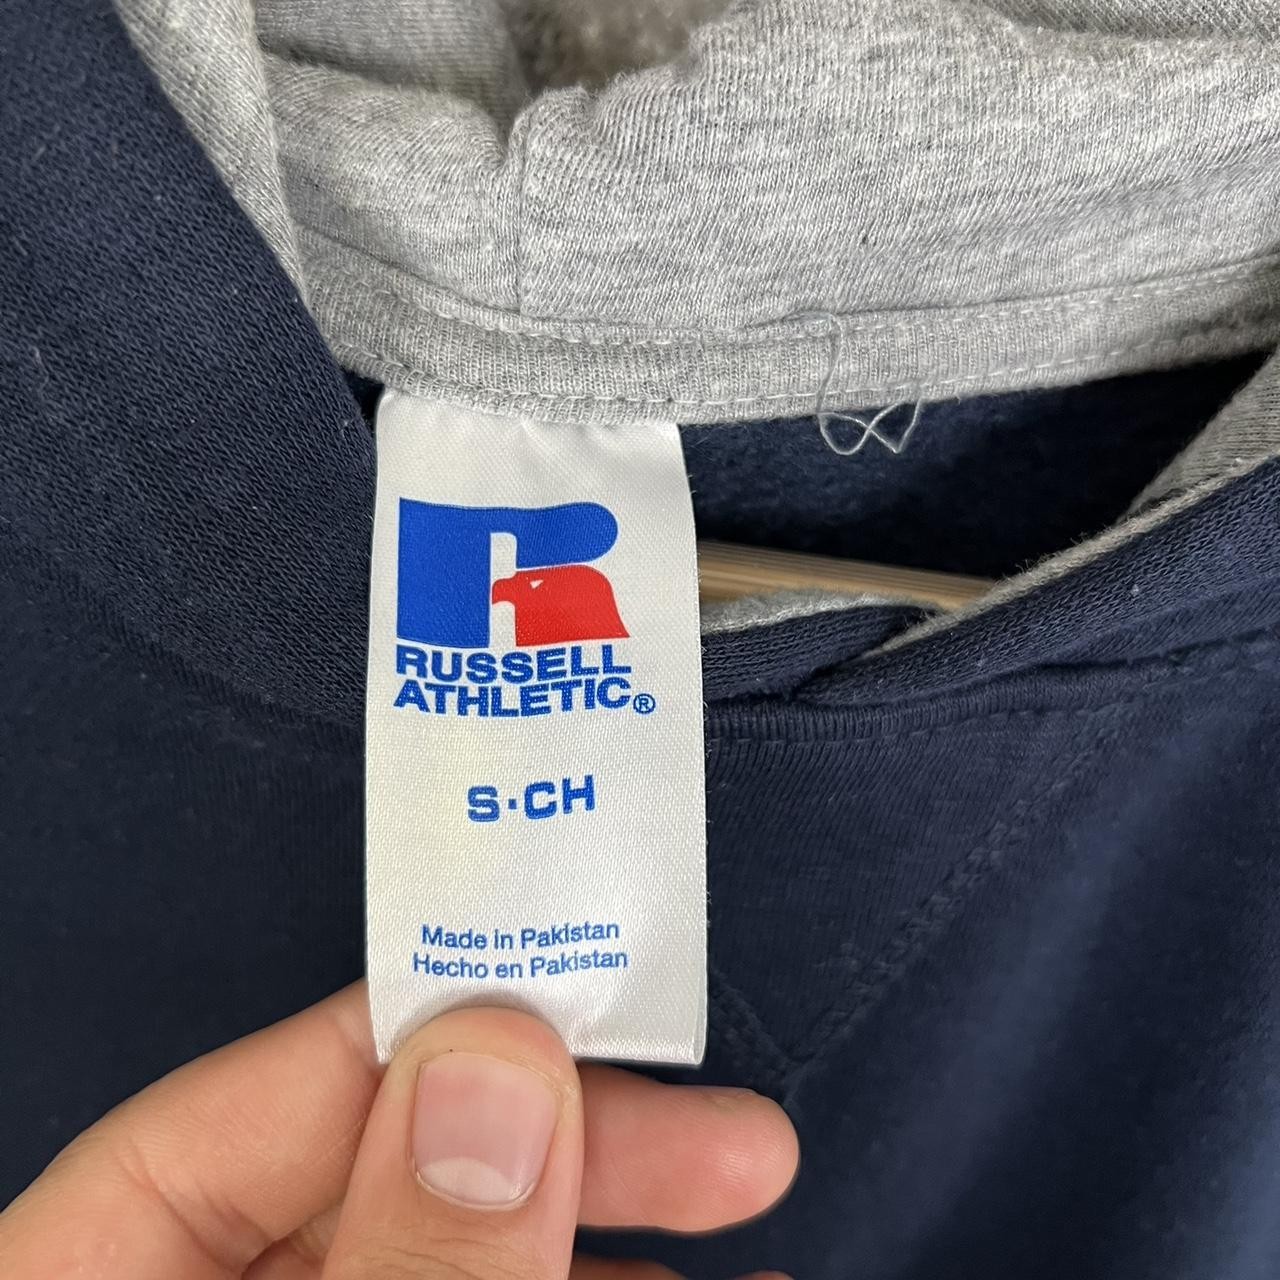 RUSSELL
ATHLETIC®
S·CH
Made in Pakistan
Hecho en Pakistan